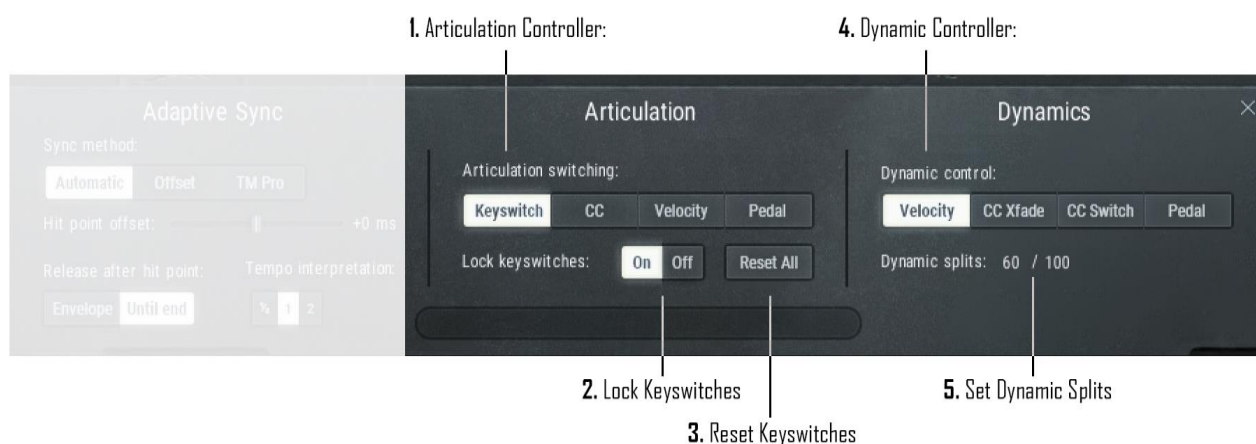 1. Articulation Controller:
4. Dynamic Controller:
Adaptive Sync
Sync method:
Automatic Offset TM Pro
Hit point offset: +0 ms
Release after hit point: Tempo interpretation:
Envelope Until end ½ 1 2
Articulation
Articulation switching:
Keyswitch CC Velocity Pedal
Lock keyswitches: On Off Reset All
Dynamics
Dynamic control:
Velocity CC Xfade CC Switch Pedal
Dynamic splits: 60 / 100
2. Lock Keyswitches
5. Set Dynamic Splits
3. Reset Keyswitches